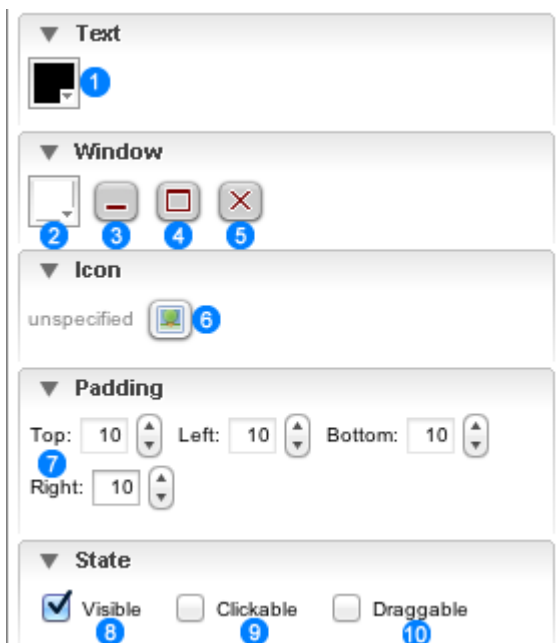 Text
1
Window
2 3 4 5
Icon
unspecified 6
Padding
Top: 10 Left: 10 Bottom: 10
7
Right: 10
State
Visible Clickable Draggable
8 9 10